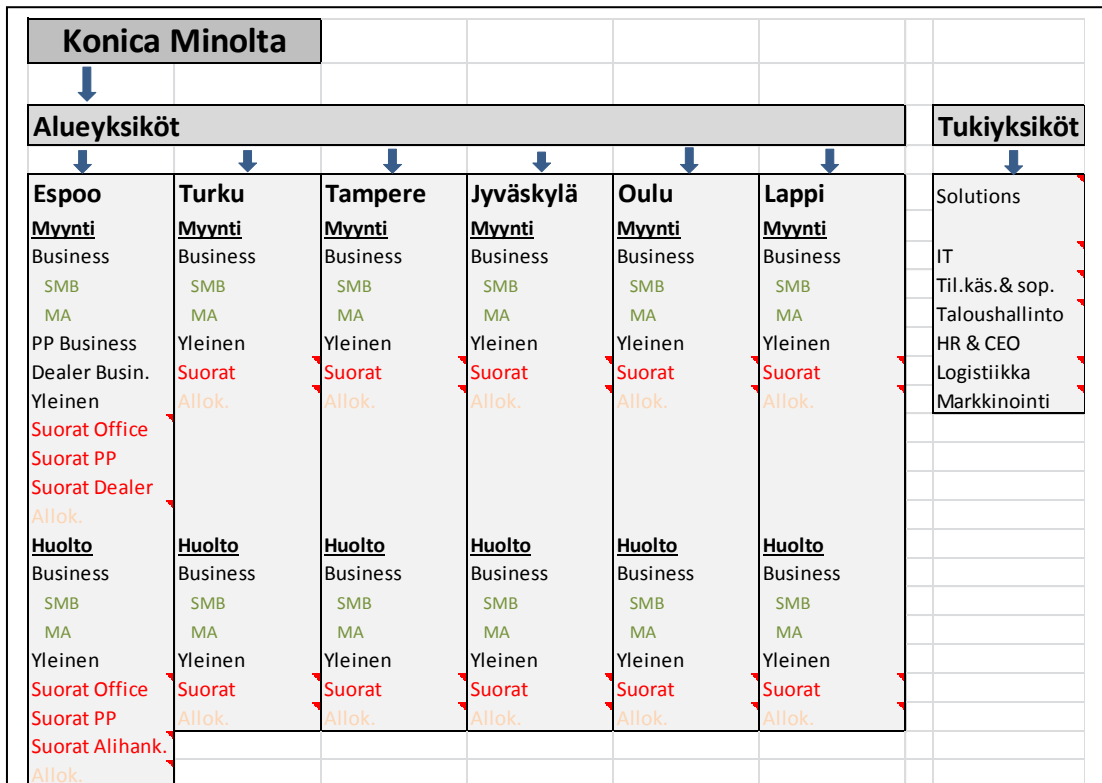 Konica Minolta
Alueyksiköt
Tukiyksiköt
Espoo
Myynti
Business
SMB
MA
PP Business
Dealer Busin.
Yleinen
Suorat Office
Suorat PP
Suorat Dealer
Allok.
Huolto
Business
SMB
MA
Yleinen
Suorat Office
Suorat PP
Suorat Alihank.
Allok.
Turku
Myynti
Business
SMB
MA
Yleinen
Suorat
Allok.
Huolto
Business
SMB
MA
Yleinen
Suorat
Allok.
Tampere
Myynti
Business
SMB
MA
Yleinen
Suorat
Allok.
Huolto
Business
SMB
MA
Yleinen
Suorat
Allok.
Jyväskylä
Myynti
Business
SMB
MA
Yleinen
Suorat
Allok.
Huolto
Business
SMB
MA
Yleinen
Suorat
Allok.
Oulu
Myynti
Business
SMB
MA
Yleinen
Suorat
Allok.
Huolto
Business
SMB
MA
Yleinen
Suorat
Allok.
Lappi
Myynti
Business
SMB
MA
Yleinen
Suorat
Allok.
Huolto
Business
SMB
MA
Yleinen
Suorat
Allok.
Solutions
IT
Til.käs.& sop.
Taloushallinto
HR & CEO
Logistiikka
Markkinointi